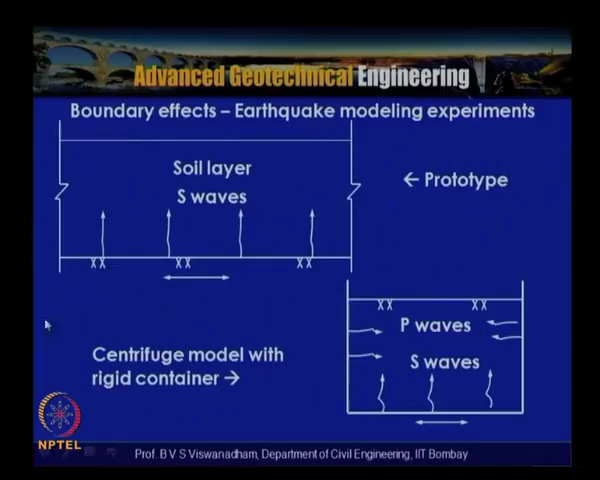 Advanced Geotechnical Engineering
Boundary effects – Earthquake modeling experiments
Soil layer
S waves
← Prototype
X X
X X
X X
X X
X X
P waves
S waves
Centrifuge model with
rigid container →
NPTEL
Prof. B V S Viswanadham, Department of Civil Engineering, IIT Bombay